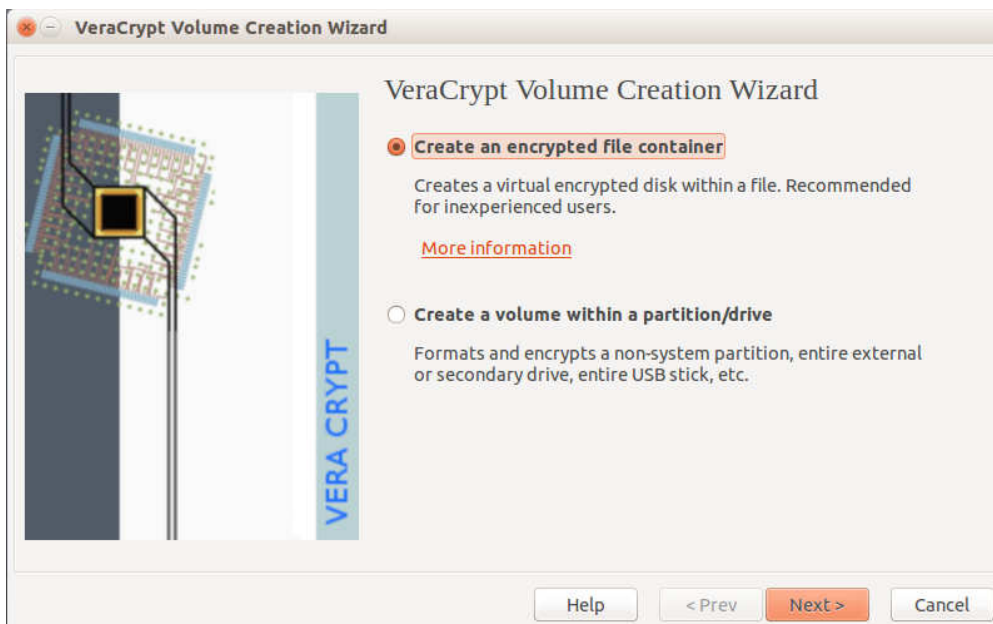 VeraCrypt Volume Creation Wizard
VeraCrypt Volume Creation Wizard
Create an encrypted file container
Creates a virtual encrypted disk within a file. Recommended
for inexperienced users.
More information
Create a volume within a partition/drive
Formats and encrypts a non-system partition, entire external
or secondary drive, entire USB stick, etc.
VERA CRYPT
Help
< Prev
Next >
Cancel